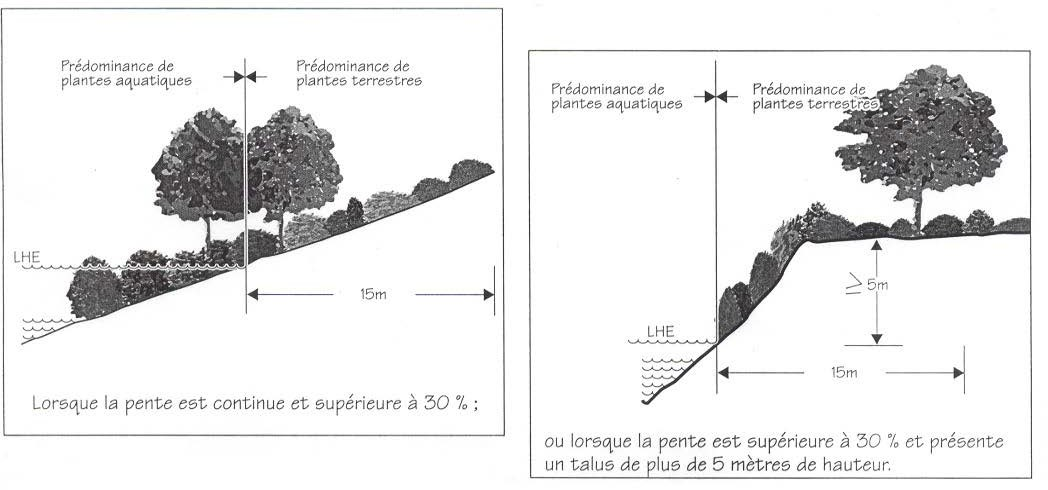 Prédominance de
plantes aquatiques
Prédominance de
plantes terrestres
LHE
15m
Lorsque la pente est continue et supérieure à 30 % ;
Prédominance de
plantes aquatiques
Prédominance de
plantes terrestres
≥ 5m
LHE
15m
ou lorsque la pente est supérieure à 30 % et présente
un talus de plus de 5 mètres de hauteur.